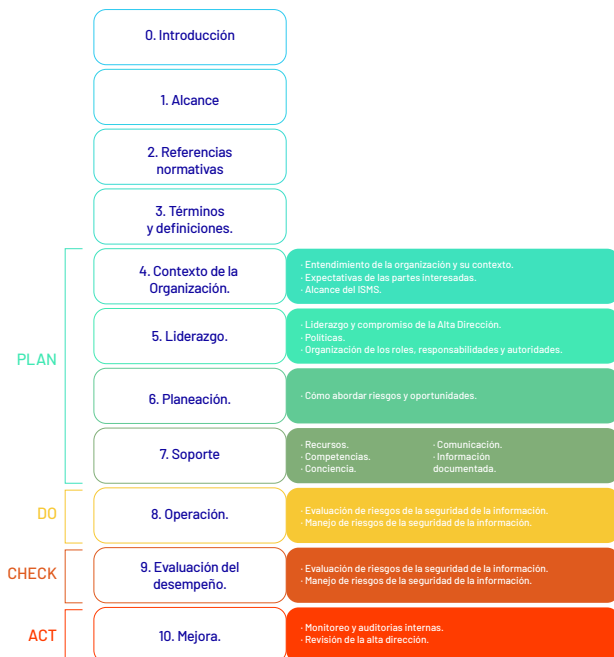 0. Introducción
1. Alcance
2. Referencias
normativas
3. Términos
y definiciones.
PLAN
4. Contexto de la
Organización.
· Entendimiento de la organización y su contexto.
· Expectativas de las partes interesadas.
· Alcance del ISMS.
5. Liderazgo.
· Liderazgo y compromiso de la Alta Dirección.
· Políticas.
· Organización de los roles, responsabilidades y autoridades.
6. Planeación.
· Cómo abordar riesgos y oportunidades.
7. Soporte
· Recursos.
· Competencias.
· Conciencia.
· Comunicación.
· Información
documentada.
DO
8. Operación.
· Evaluación de riesgos de la seguridad de la información.
· Manejo de riesgos de la seguridad de la información.
CHECK
9. Evaluación del
desempeño.
· Evaluación de riesgos de la seguridad de la información.
· Manejo de riesgos de la seguridad de la información.
ACT
10. Mejora.
· Monitoreo y auditorias internas.
· Revisión de la alta dirección.